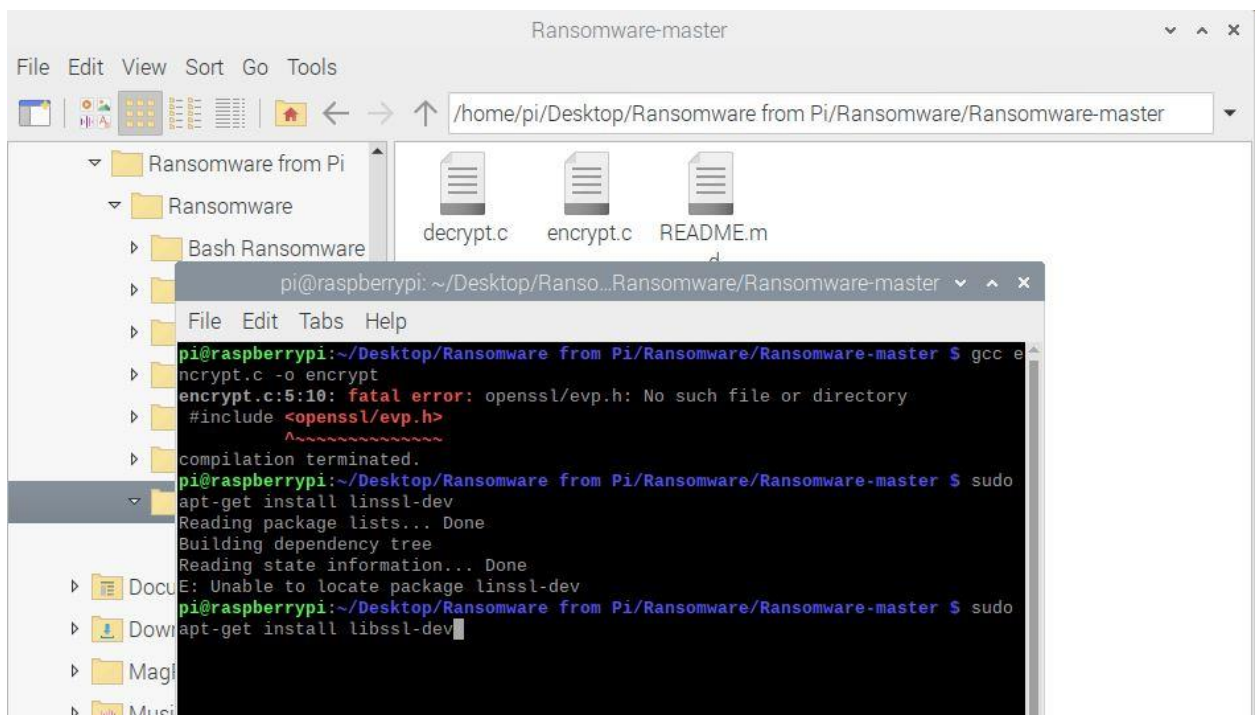 Ransomware-master
File Edit View Sort Go Tools
/home/pi/Desktop/Ransomware from Pi/Ransomware/Ransomware-master
Ransomware from Pi
Ransomware
Bash Ransomware
decrypt.c encrypt.c README.m
pi@raspberrypi: ~/Desktop/Ranso...Ransomware/Ransomware-master
File Edit Tabs Help
pi@raspberrypi:~/Desktop/Ransomware from Pi/Ransomware/Ransomware-master $ gcc e
ncrypt.c -o encrypt
encrypt.c:5:10: fatal error: openssl/evp.h: No such file or directory
#include <openssl/evp.h>
^~~~~~~~~~~~~~~
compilation terminated.
pi@raspberrypi:~/Desktop/Ransomware from Pi/Ransomware/Ransomware-master $ sudo
apt-get install linssl-dev
Reading package lists... Done
Building dependency tree
Reading state information... Done
E: Unable to locate package linssl-dev
pi@raspberrypi:~/Desktop/Ransomware from Pi/Ransomware/Ransomware-master $ sudo
apt-get install libssl-dev
Docu
Dow
Mag
Musi